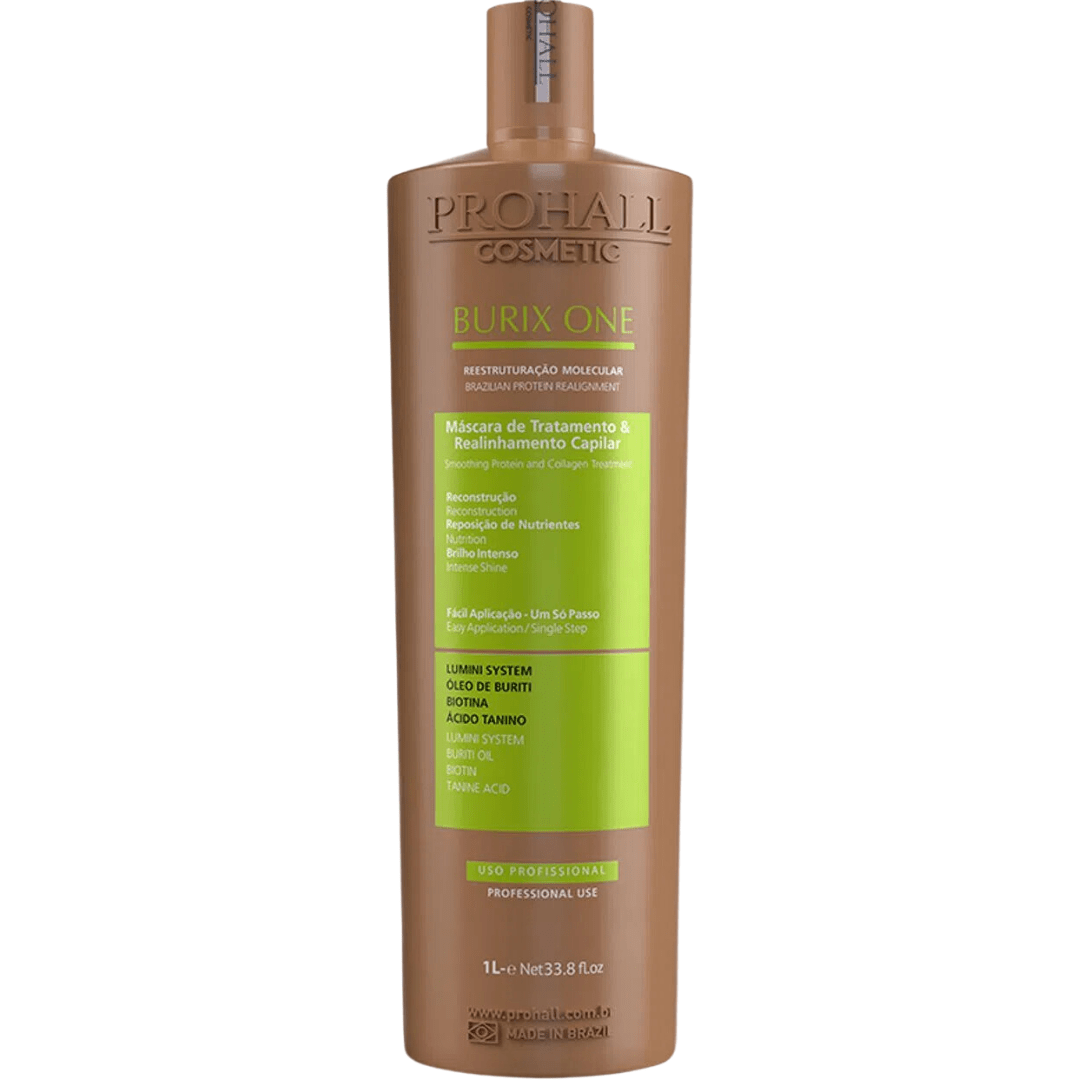 PROHALL
COSMETIC
PROHALL
COSMETIC
BURIX ONE
REESTRUTURAÇÃO MOLECULAR
BRAZILIAN PROTEIN REALIGNMENT
Máscara de Tratamento &
Realinhamento Capilar
Smoothing Protein and Collagen Treatment
Reconstrução
Reconstruction
Reposição de Nutrientes
Nutrition
Brilho Intenso
Intense Shine
Fácil Aplicação - Um Só Passo
Easy Application / Single Step
LUMINI SYSTEM
ÓLEO DE BURITI
BIOTINA
ÁCIDO TANINO
LUMINI SYSTEM
BURITI OIL
BIOTIN
TANINE ACID
USO PROFISSIONAL
PROFESSIONAL USE
1L-e Net33.8 fl.oz
www.prohall.com.br
MADE IN BRAZIL